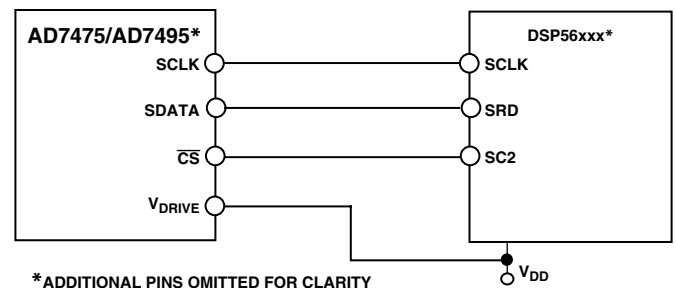 AD7475/AD7495*
DSP56xxx*
SCLK
SCLK
SDATA
SRD
CS
SC2
VDRIVE
VDD
*ADDITIONAL PINS OMITTED FOR CLARITY